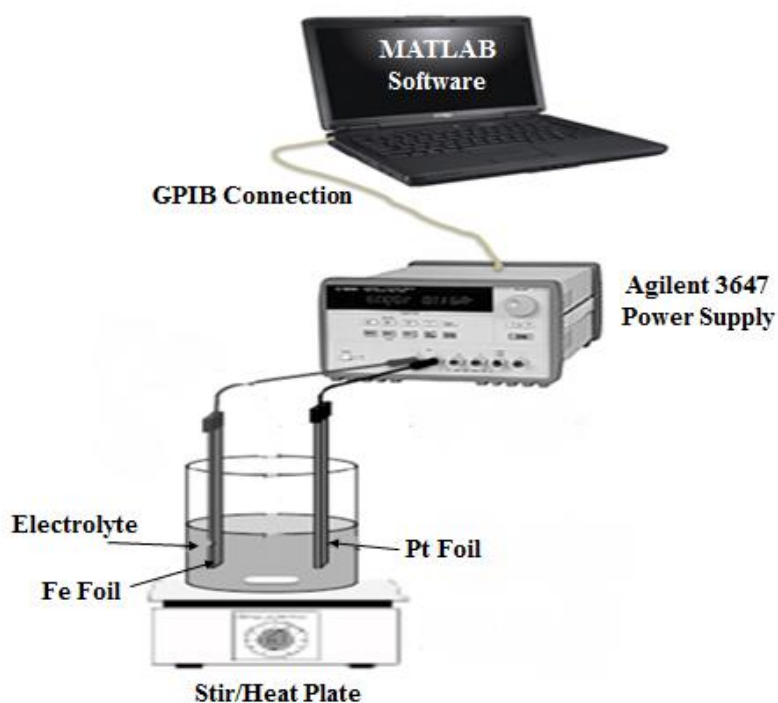 MATLAB
Software
GPIB Connection
Agilent 3647
Power Supply
Electrolyte
Pt Foil
Fe Foil
Stir/Heat Plate